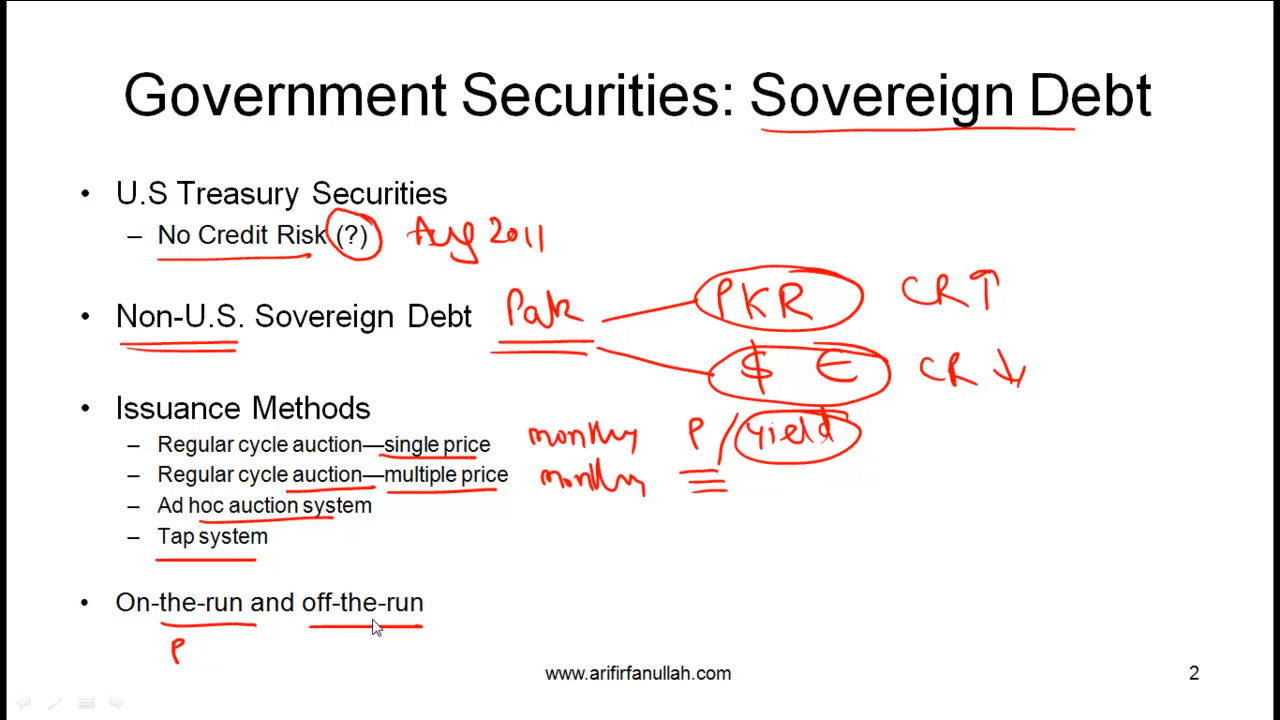 Government Securities: Sovereign Debt
• U.S Treasury Securities
– No Credit Risk (?) Aug 2011
PKR CR↑
• Non-U.S. Sovereign Debt Pak
$ € CR ↓
• Issuance Methods
– Regular cycle auction—single price monthly P / Yield
– Regular cycle auction—multiple price monthly
– Ad hoc auction system
– Tap system
• On-the-run and off-the-run
P
www.arifirfanullah.com 2